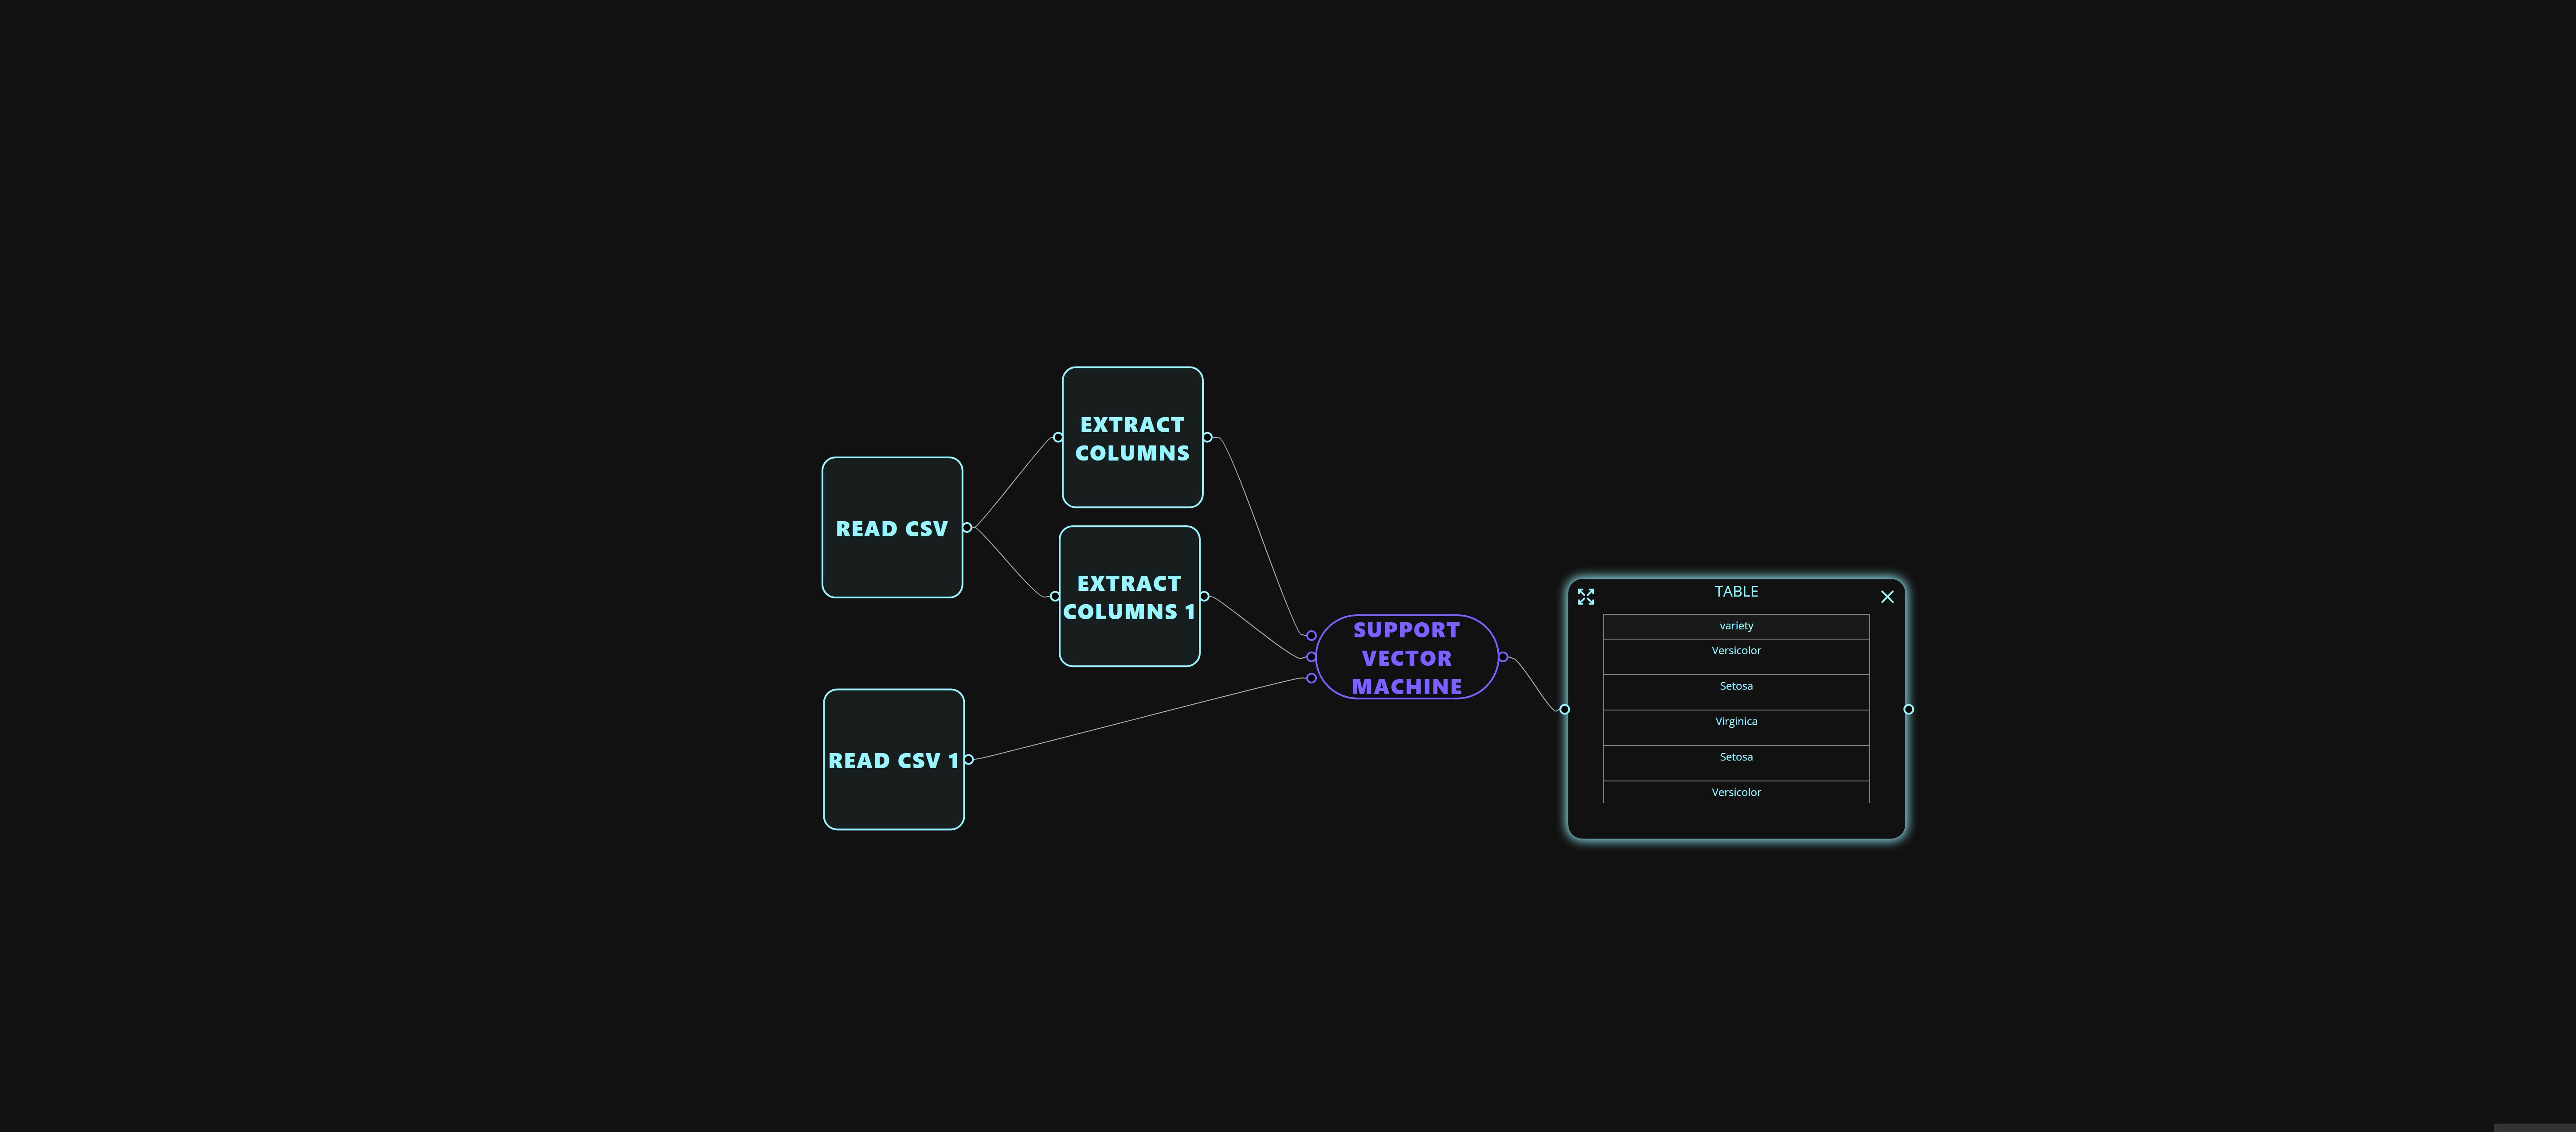 EXTRACT
COLUMNS
READ CSV
EXTRACT
COLUMNS 1
READ CSV 1
SUPPORT
VECTOR
MACHINE
TABLE
variety
Versicolor
Setosa
Virginica
Setosa
Versicolor